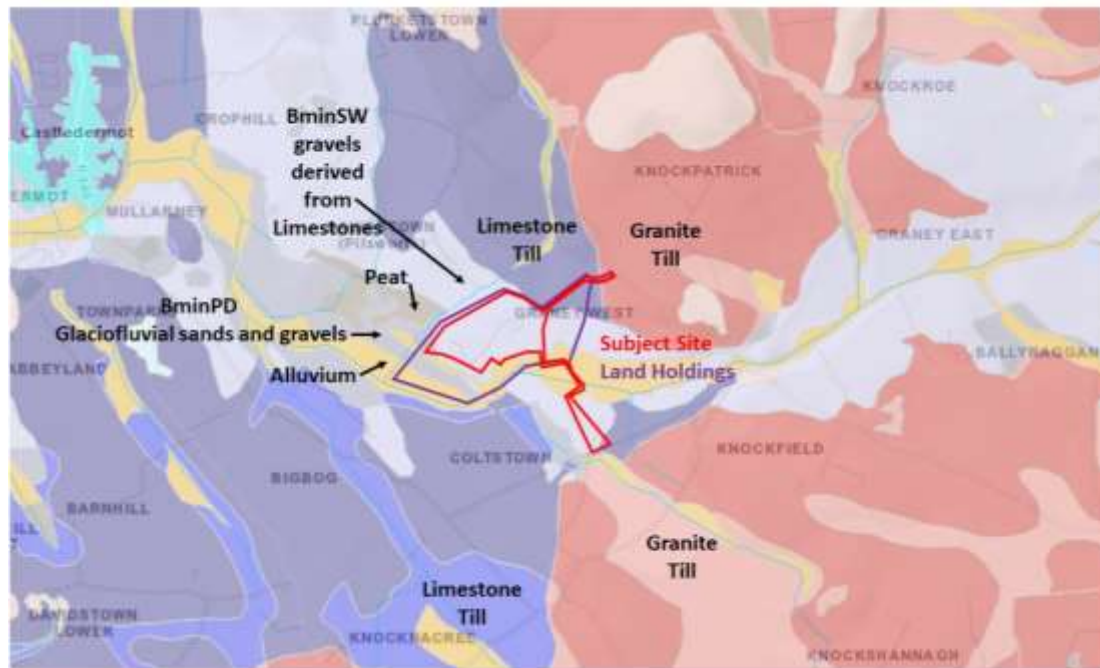 PLUNKETSTOWN
LOWER
KNOCKROE
CROPHILL
BminSW
gravels
derived
from
Limestones
Castledermot
KNOCKPATRICK
MULLARNEY
Limestone
Till
Granite
Till
GRANEY EAST
Peat
BminPD
Glaciofluvial sands and gravels
GRANEY WEST
Subject Site
Land Holdings
Alluvium
ABBEYLAND
KNOCKFIELD
COLTSTOWN
BIGBOG
BARNHILL
Granite
Till
Limestone
Till
DAVIDSTOWN
LOWER
KNOCKNACREE
KNOCKSHANNAGH